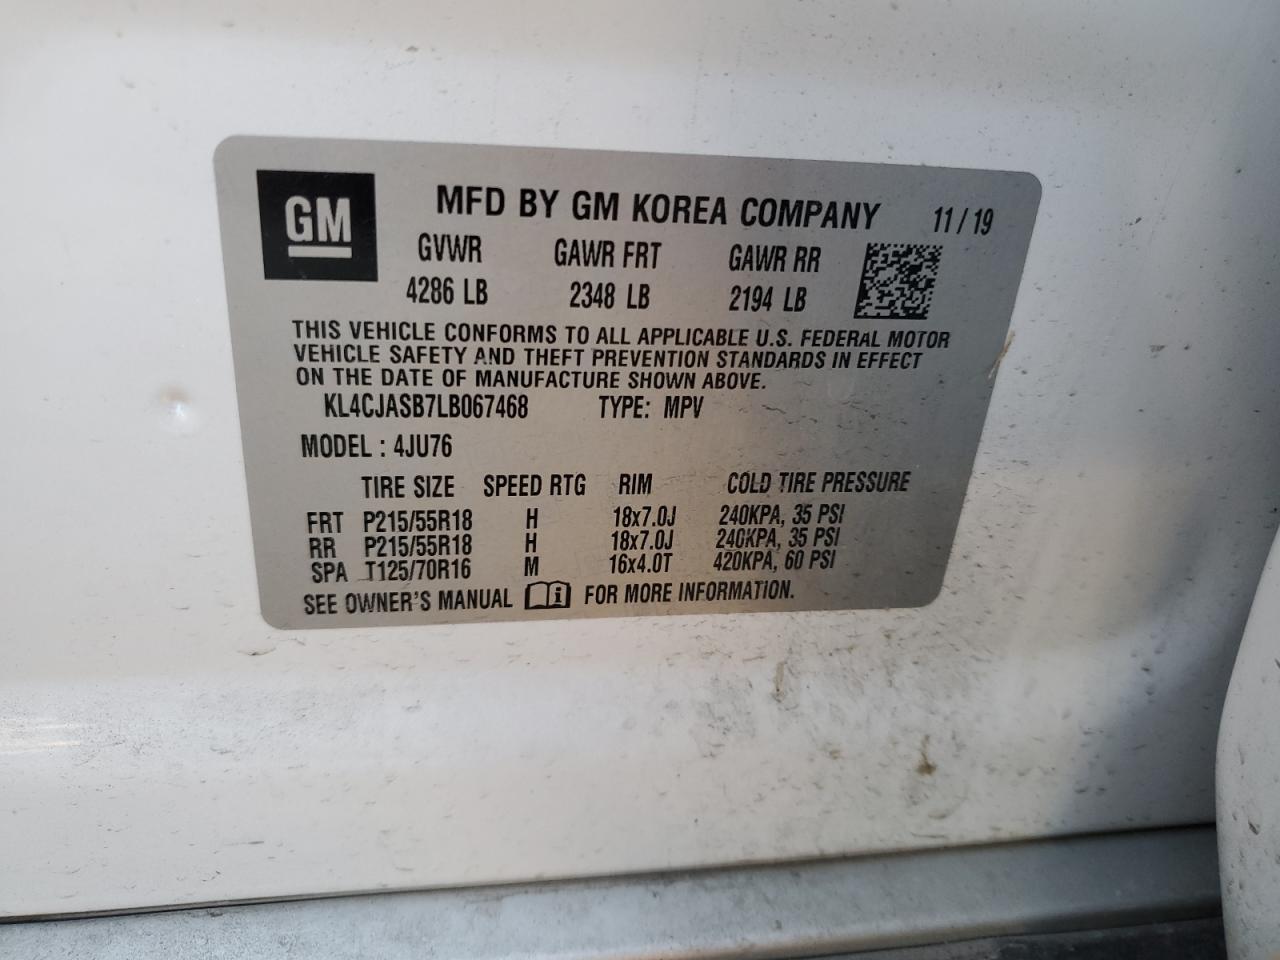 GM
MFD BY GM KOREA COMPANY 11 / 19
GVWR GAWR FRT GAWR RR
4286 LB 2348 LB 2194 LB
THIS VEHICLE CONFORMS TO ALL APPLICABLE U.S. FEDERAL MOTOR
VEHICLE SAFETY AND THEFT PREVENTION STANDARDS IN EFFECT
ON THE DATE OF MANUFACTURE SHOWN ABOVE.
KL4CJASB7LB067468 TYPE: MPV
MODEL : 4JU76
TIRE SIZE SPEED RTG RIM COLD TIRE PRESSURE
FRT P215/55R18 H 18x7.0J 240KPA, 35 PSI
RR P215/55R18 H 18x7.0J 240KPA, 35 PSI
SPA T125/70R16 M 16x4.0T 420KPA, 60 PSI
SEE OWNER'S MANUAL i FOR MORE INFORMATION.